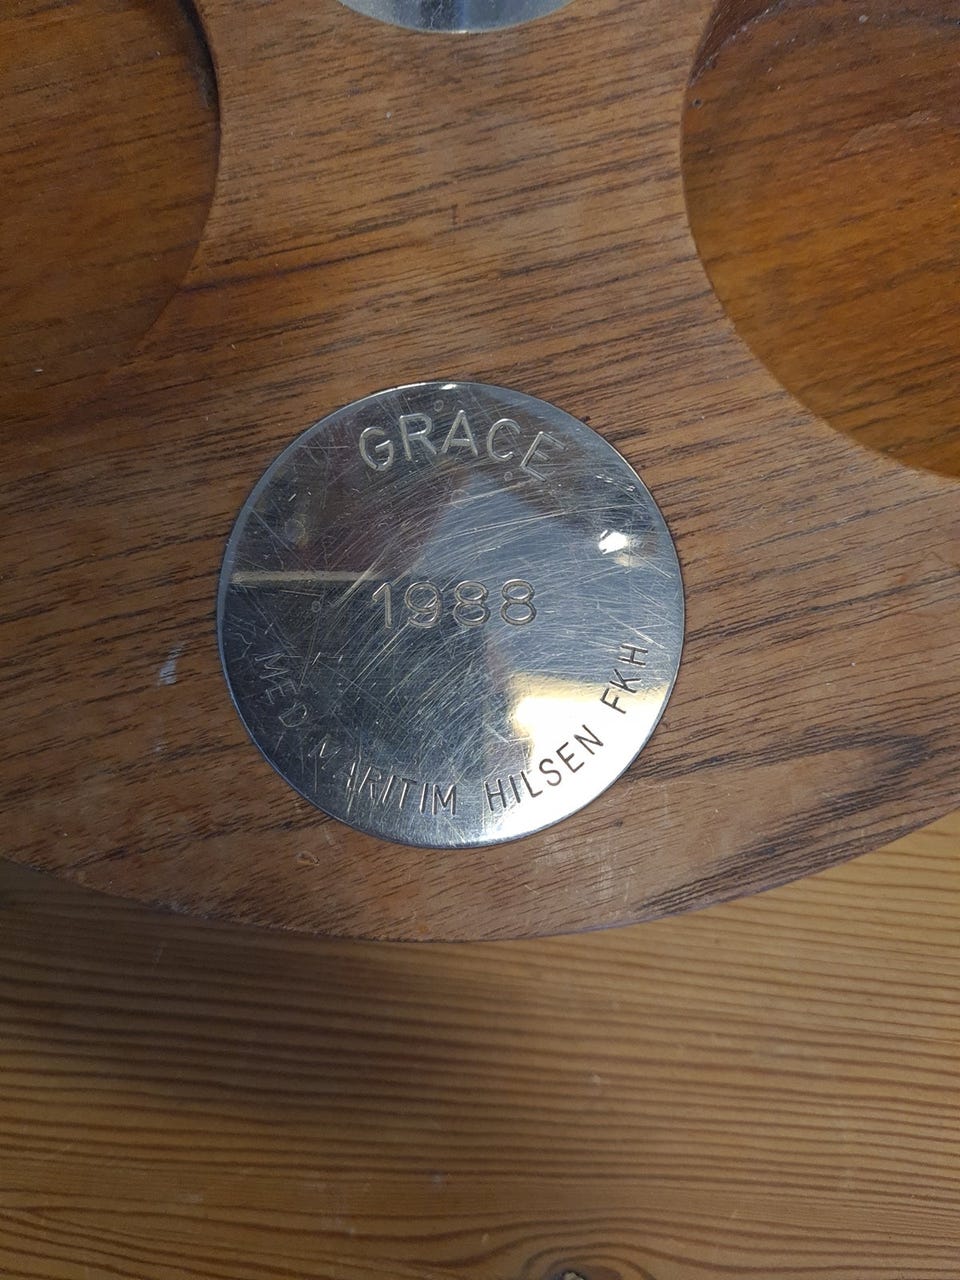 GRACE
1988
MED MARITIM HILSEN FKH